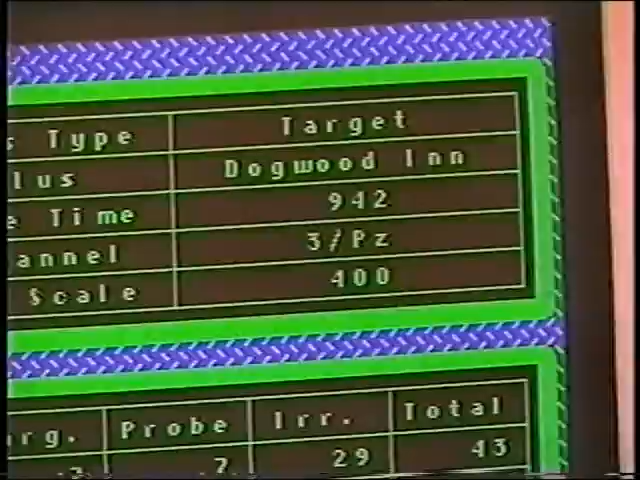 s Type Target
lus Dogwood Inn
e Time 942
annel 3/Pz
Scale 400
rg. Probe Irr. Total
7 29 43